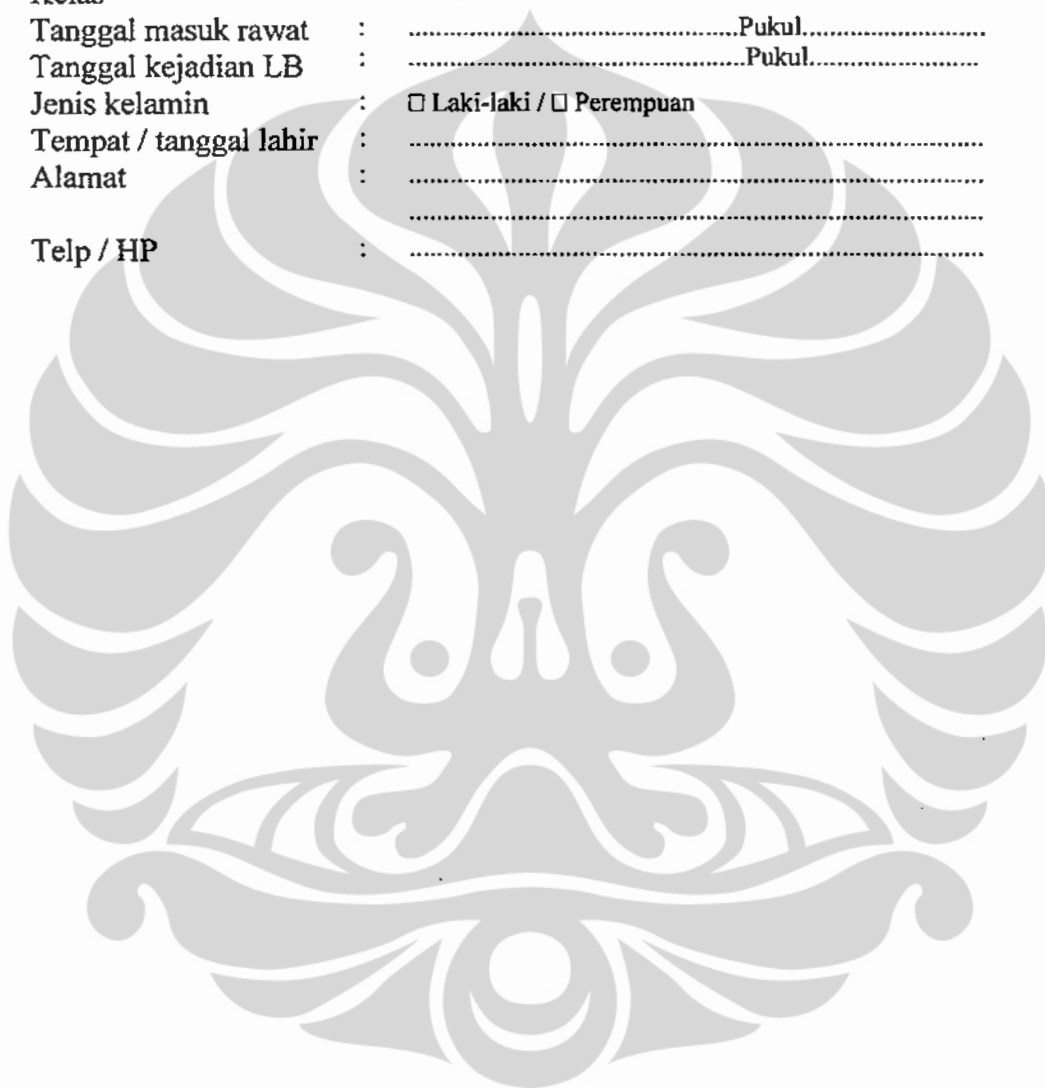 Kelas
Tanggal masuk rawat : ..........................................Pukul..............................
Tanggal kejadian LB : ..........................................Pukul..............................
Jenis kelamin : □ Laki-laki / □ Perempuan
Tempat / tanggal lahir : ..........................................................................
Alamat : ..........................................................................
..........................................................................
Telp / HP : ..........................................................................